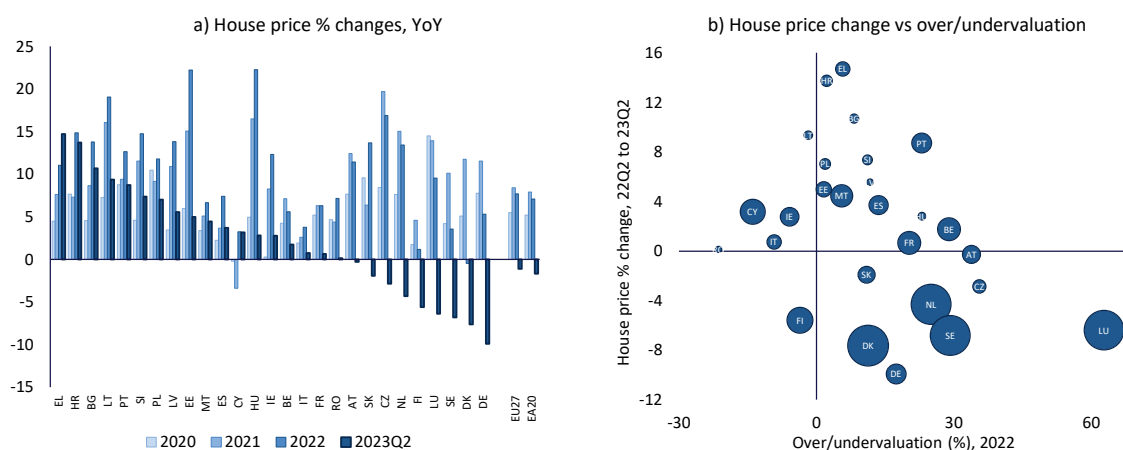 a) House price % changes, YoY
25
20
15
10
5
0
-5
-10
-15
EL HR BG LT PT SI PL LV EE MT ES CY HU IE BE IT FR RO AT SK CZ NL FI LU SE DK DE EU27 EA20
2020 2021 2022 2023Q2
b) House price change vs over/undervaluation
House price % change, 22Q2 to 23Q2
16
12
8
4
0
-4
-8
-12
EL
HR
BG
LT
PT
SI
PL
EE
MT
ES
CY
IE
HU
BE
IT
FR
AT
SK
CZ
NL
FI
SE
LU
DK
DE
-30 0 30 60
Over/undervaluation (%), 2022